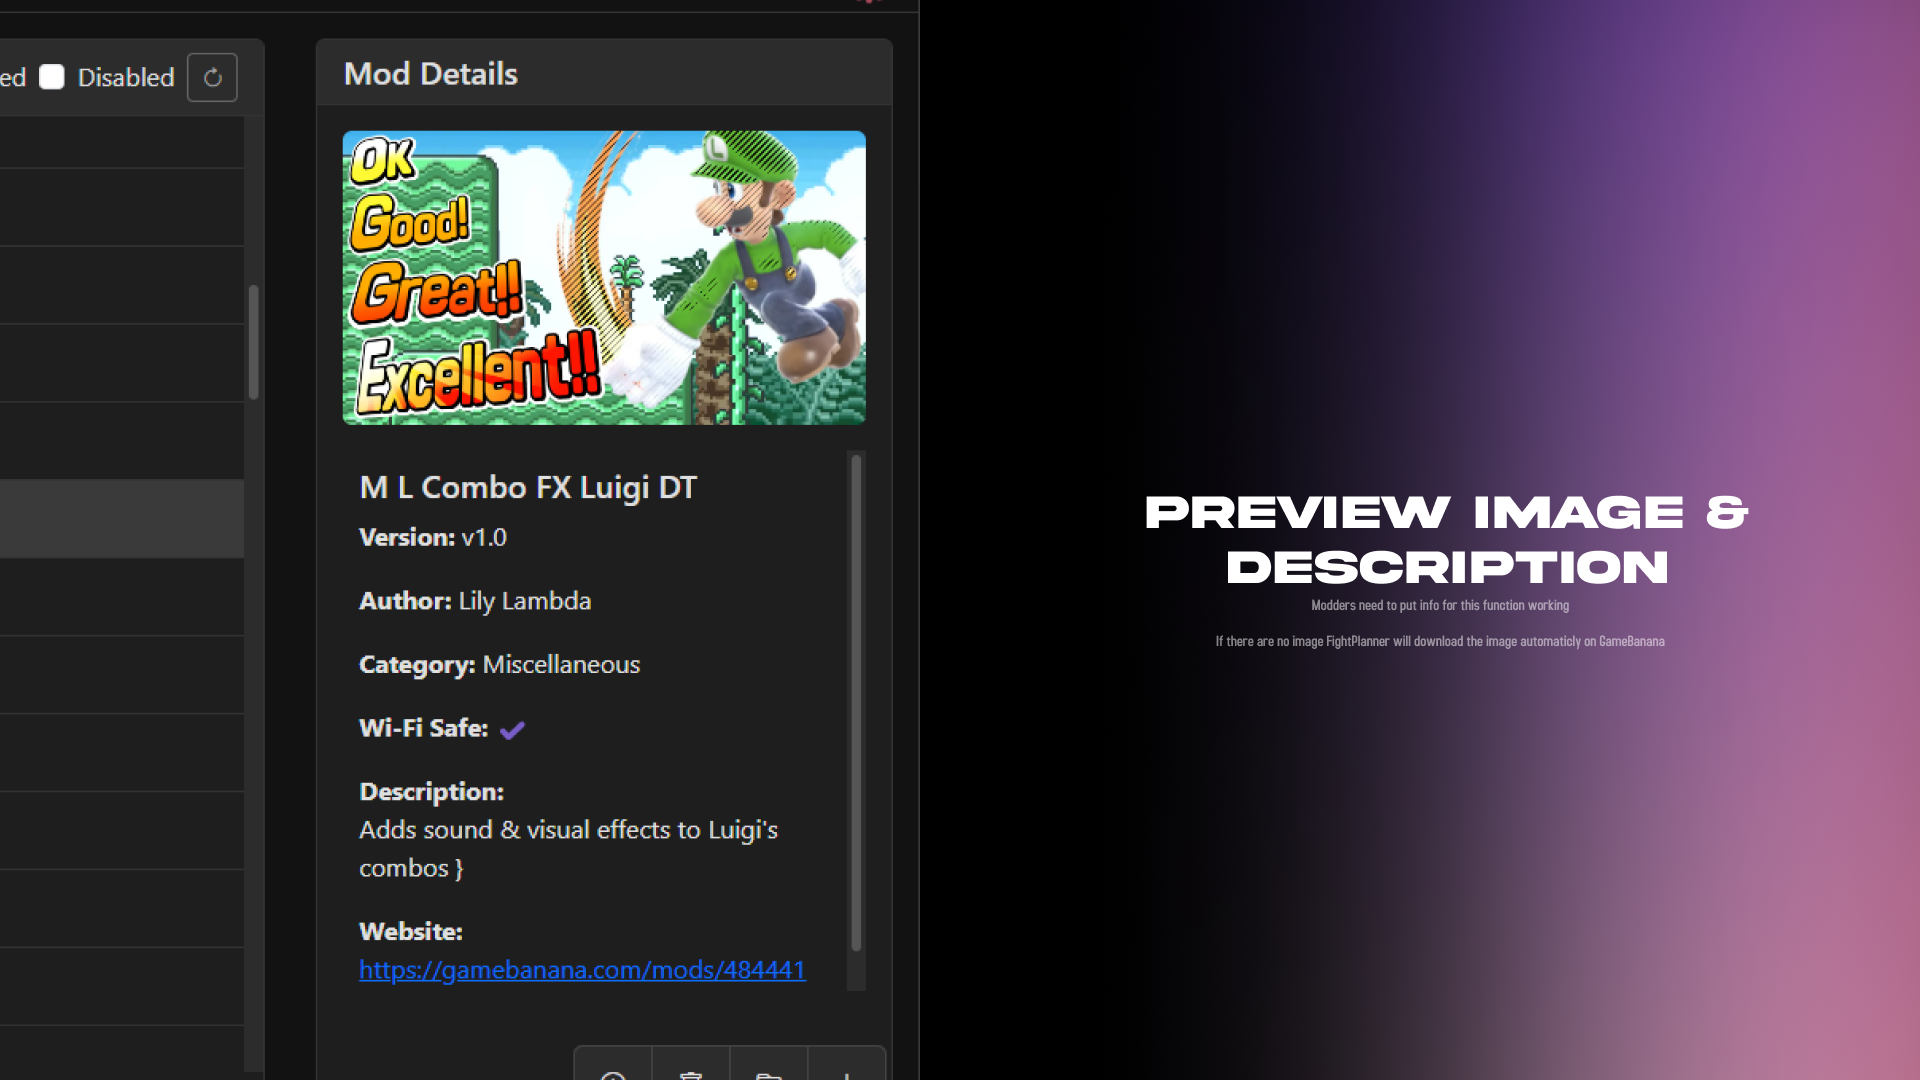 ed Disabled
Mod Details
OK
Good!
Great!!
Excellent!!
L
M L Combo FX Luigi DT
Version: v1.0
Author: Lily Lambda
Category: Miscellaneous
Wi-Fi Safe:
Description:
Adds sound & visual effects to Luigi's
combos }
Website:
https://gamebanana.com/mods/484441
PREVIEW IMAGE &
DESCRIPTION
Modders need to put info for this function working
If there are no image FightPlanner will download the image automaticly on GameBanana